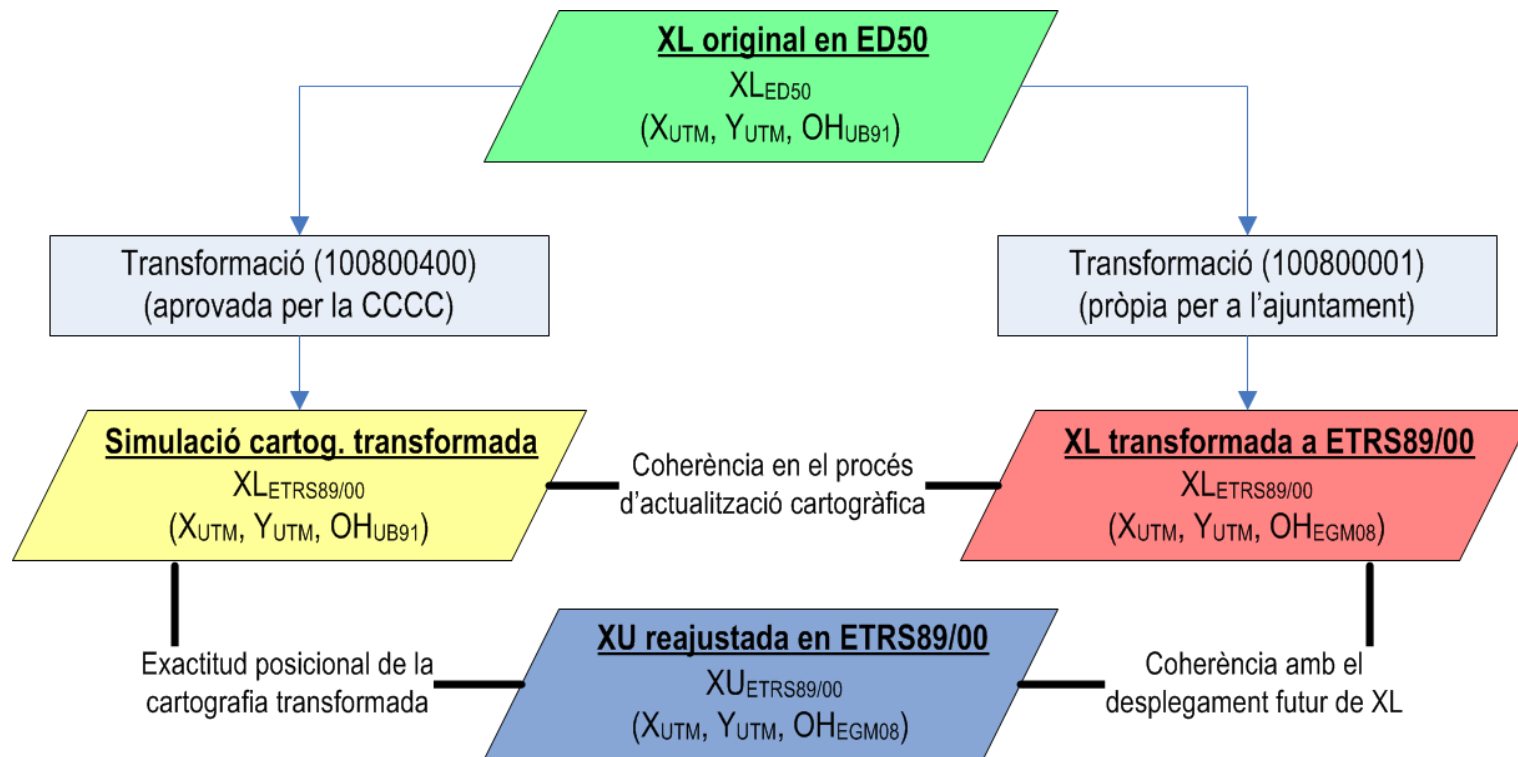 XL original en ED50
XLED50
(XUTM, YUTM, OHUB91)
Transformació (100800400)
(aprovada per la CCCC)
Transformació (100800001)
(pròpia per a l’ajuntament)
Simulació cartog. transformada
XLETRS89/00
(XUTM, YUTM, OHUB91)
Coherència en el procés
d’actualització cartogràfica
XL transformada a ETRS89/00
XLETRS89/00
(XUTM, YUTM, OHEGM08)
Exactitud posicional de la
cartografia transformada
XU reajustada en ETRS89/00
XUETRS89/00
(XUTM, YUTM, OHEGM08)
Coherència amb el
desplegament futur de XL